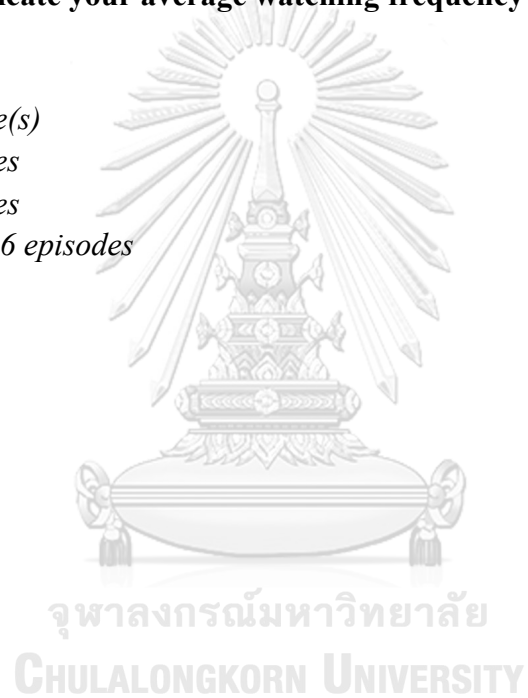 icate your average watching frequency
e(s)
es
es
6 episodes
จุฬาลงกรณ์มหาวิทยาลัย
CHULALONGKORN UNIVERSITY